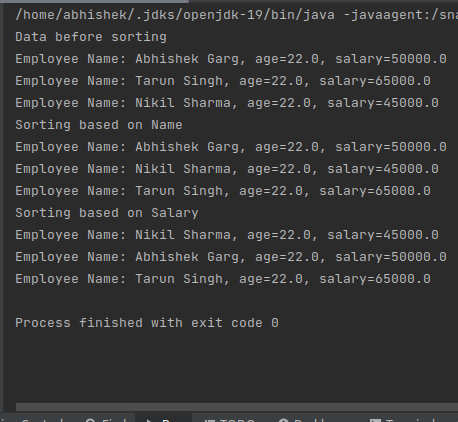 /home/abhishek/.jdks/openjdk-19/bin/java -javaagent:/sna
Data before sorting
Employee Name: Abhishek Garg, age=22.0, salary=50000.0
Employee Name: Tarun Singh, age=22.0, salary=65000.0
Employee Name: Nikil Sharma, age=22.0, salary=45000.0
Sorting based on Name
Employee Name: Abhishek Garg, age=22.0, salary=50000.0
Employee Name: Nikil Sharma, age=22.0, salary=45000.0
Employee Name: Tarun Singh, age=22.0, salary=65000.0
Sorting based on Salary
Employee Name: Nikil Sharma, age=22.0, salary=45000.0
Employee Name: Abhishek Garg, age=22.0, salary=50000.0
Employee Name: Tarun Singh, age=22.0, salary=65000.0
Process finished with exit code 0